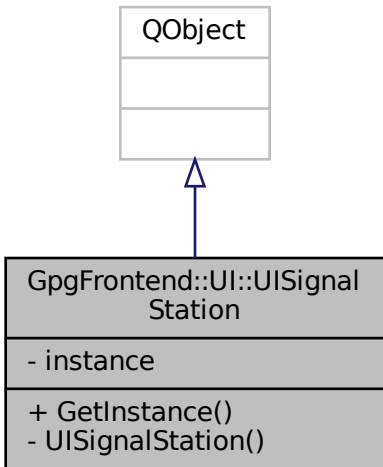 QObject
GpgFrontend::UI::UISignal
Station
- instance
+ GetInstance()
- UISignalStation()